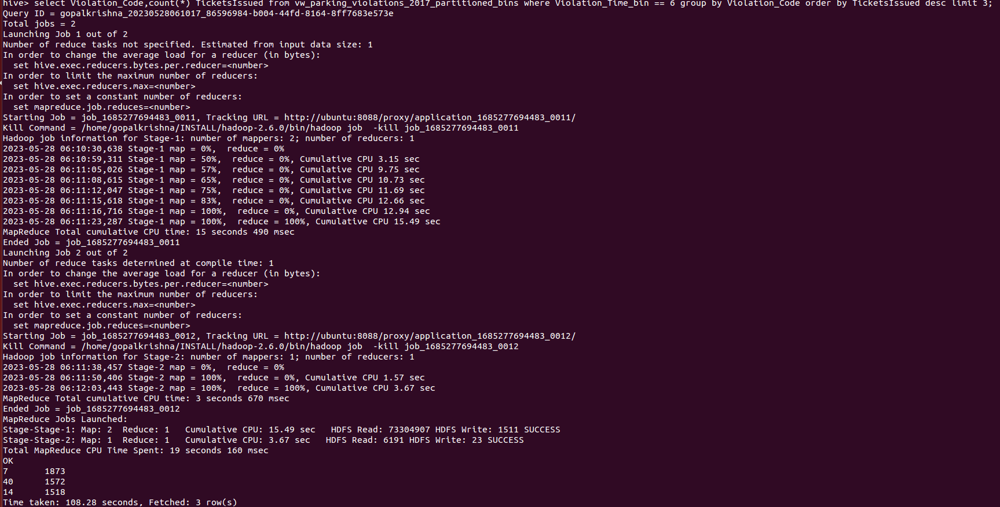 hive> select Violation_Code,count(*) TicketsIssued from vw_parking_violations_2017_partitioned_bins where Violation_Time_bin == 6 group by Violation_Code order by TicketsIssued desc limit 3;
Query ID = gopalkrishna_20230528061017_86596984-b004-44fd-8164-8ff7683e573e
Total jobs = 2
Launching Job 1 out of 2
Number of reduce tasks not specified. Estimated from input data size: 1
In order to change the average load for a reducer (in bytes):
  set hive.exec.reducers.bytes.per.reducer=<number>
In order to limit the maximum number of reducers:
  set hive.exec.reducers.max=<number>
In order to set a constant number of reducers:
  set mapreduce.job.reduces=<number>
Starting Job = job_1685277694483_0011, Tracking URL = http://ubuntu:8088/proxy/application_1685277694483_0011/
Kill Command = /home/gopalkrishna/INSTALL/hadoop-2.6.0/bin/hadoop job  -kill job_1685277694483_0011
Hadoop job information for Stage-1: number of mappers: 2; number of reducers: 1
2023-05-28 06:10:30,638 Stage-1 map = 0%,  reduce = 0%
2023-05-28 06:10:59,311 Stage-1 map = 50%,  reduce = 0%, Cumulative CPU 3.15 sec
2023-05-28 06:11:05,026 Stage-1 map = 57%,  reduce = 0%, Cumulative CPU 9.75 sec
2023-05-28 06:11:08,615 Stage-1 map = 65%,  reduce = 0%, Cumulative CPU 10.73 sec
2023-05-28 06:11:12,047 Stage-1 map = 75%,  reduce = 0%, Cumulative CPU 11.69 sec
2023-05-28 06:11:15,618 Stage-1 map = 83%,  reduce = 0%, Cumulative CPU 12.66 sec
2023-05-28 06:11:16,716 Stage-1 map = 100%,  reduce = 0%, Cumulative CPU 12.94 sec
2023-05-28 06:11:23,287 Stage-1 map = 100%,  reduce = 100%, Cumulative CPU 15.49 sec
MapReduce Total cumulative CPU time: 15 seconds 490 msec
Ended Job = job_1685277694483_0011
Launching Job 2 out of 2
Number of reduce tasks determined at compile time: 1
In order to change the average load for a reducer (in bytes):
  set hive.exec.reducers.bytes.per.reducer=<number>
In order to limit the maximum number of reducers:
  set hive.exec.reducers.max=<number>
In order to set a constant number of reducers:
  set mapreduce.job.reduces=<number>
Starting Job = job_1685277694483_0012, Tracking URL = http://ubuntu:8088/proxy/application_1685277694483_0012/
Kill Command = /home/gopalkrishna/INSTALL/hadoop-2.6.0/bin/hadoop job  -kill job_1685277694483_0012
Hadoop job information for Stage-2: number of mappers: 1; number of reducers: 1
2023-05-28 06:11:38,457 Stage-2 map = 0%,  reduce = 0%
2023-05-28 06:11:50,406 Stage-2 map = 100%,  reduce = 0%, Cumulative CPU 1.57 sec
2023-05-28 06:12:03,443 Stage-2 map = 100%,  reduce = 100%, Cumulative CPU 3.67 sec
MapReduce Total cumulative CPU time: 3 seconds 670 msec
Ended Job = job_1685277694483_0012
MapReduce Jobs Launched:
Stage-Stage-1: Map: 2  Reduce: 1   Cumulative CPU: 15.49 sec   HDFS Read: 73304907 HDFS Write: 1511 SUCCESS
Stage-Stage-2: Map: 1  Reduce: 1   Cumulative CPU: 3.67 sec   HDFS Read: 6191 HDFS Write: 23 SUCCESS
Total MapReduce CPU Time Spent: 19 seconds 160 msec
OK
7       1873
40      1572
14      1518
Time taken: 108.28 seconds, Fetched: 3 row(s)